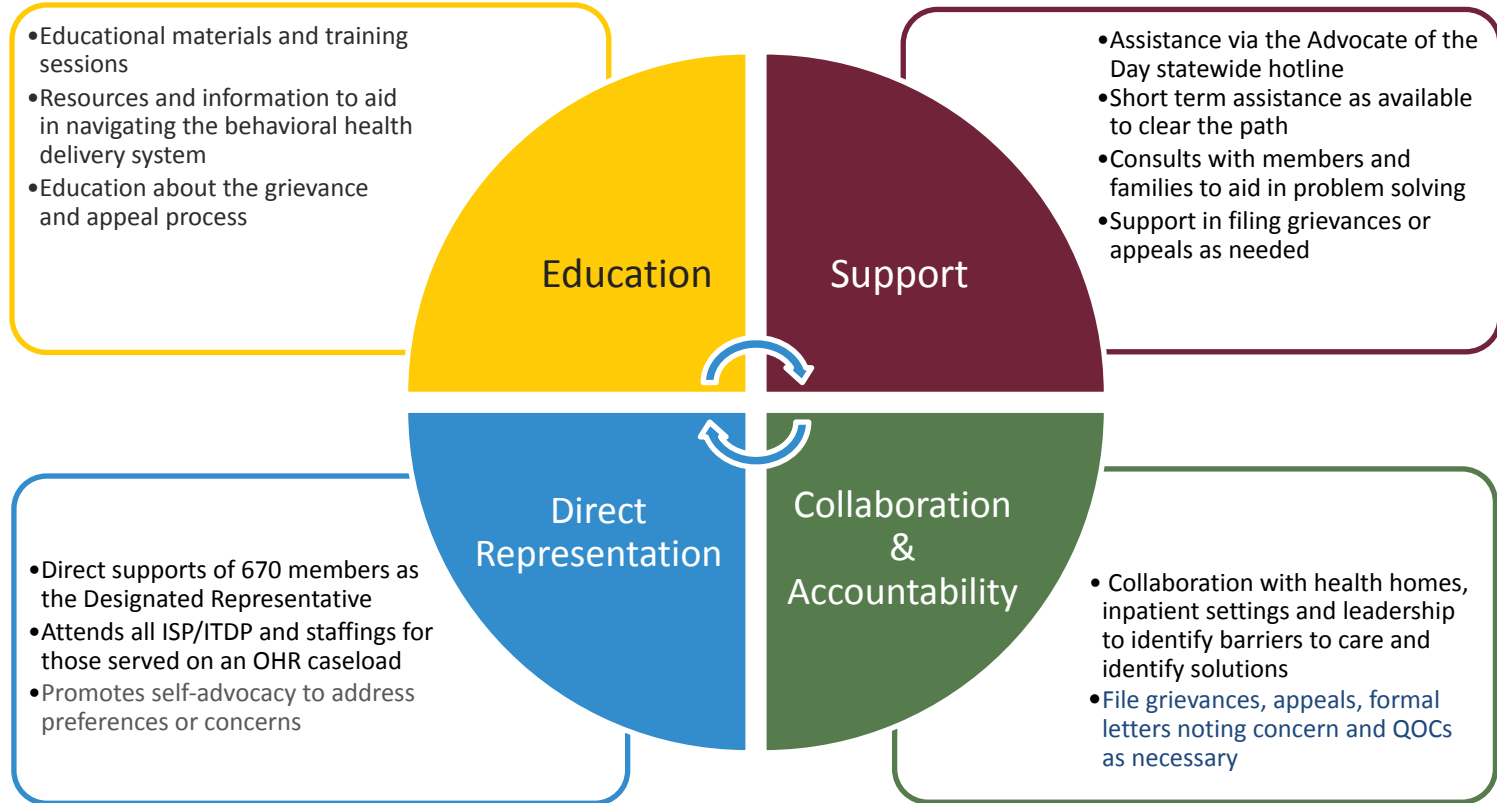 •Educational materials and training
sessions
•Resources and information to aid
in navigating the behavioral health
delivery system
•Education about the grievance
and appeal process
Education
Support
•Assistance via the Advocate of the
Day statewide hotline
•Short term assistance as available
to clear the path
•Consults with members and
families to aid in problem solving
•Support in filing grievances or
appeals as needed
•Direct supports of 670 members as
the Designated Representative
•Attends all ISP/ITDP and staffings for
those served on an OHR caseload
•Promotes self-advocacy to address
preferences or concerns
Direct
Representation
Collaboration
&
Accountability
• Collaboration with health homes,
inpatient settings and leadership
to identify barriers to care and
identify solutions
•File grievances, appeals, formal
letters noting concern and QOCs
as necessary